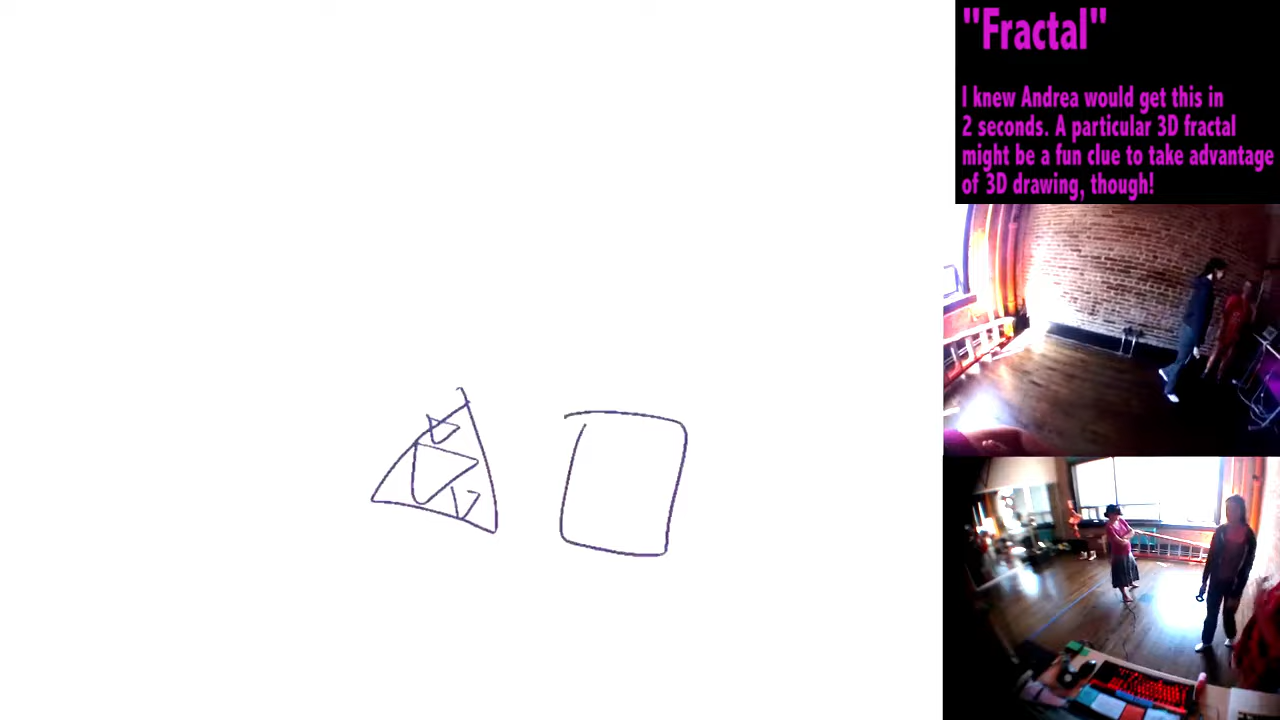 "Fractal"
I knew Andrea would get this in
2 seconds. A particular 3D fractal
might be a fun clue to take advantage
of 3D drawing, though!